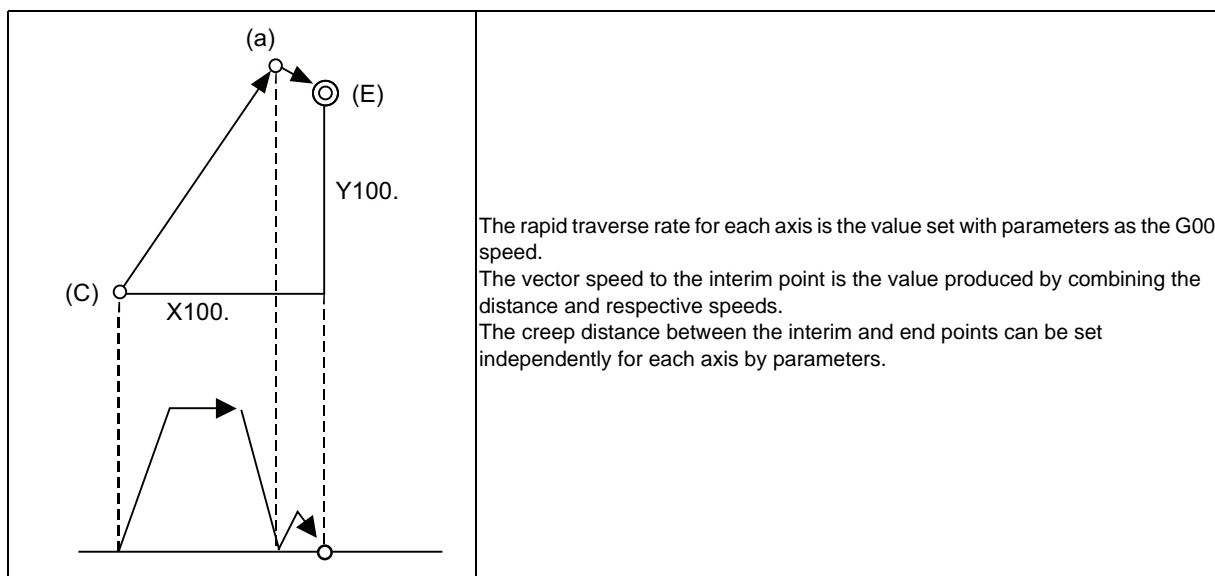 (a)
(E)
Y100.
(C)
X100.
The rapid traverse rate for each axis is the value set with parameters as the G00
speed.
The vector speed to the interim point is the value produced by combining the
distance and respective speeds.
The creep distance between the interim and end points can be set
independently for each axis by parameters.